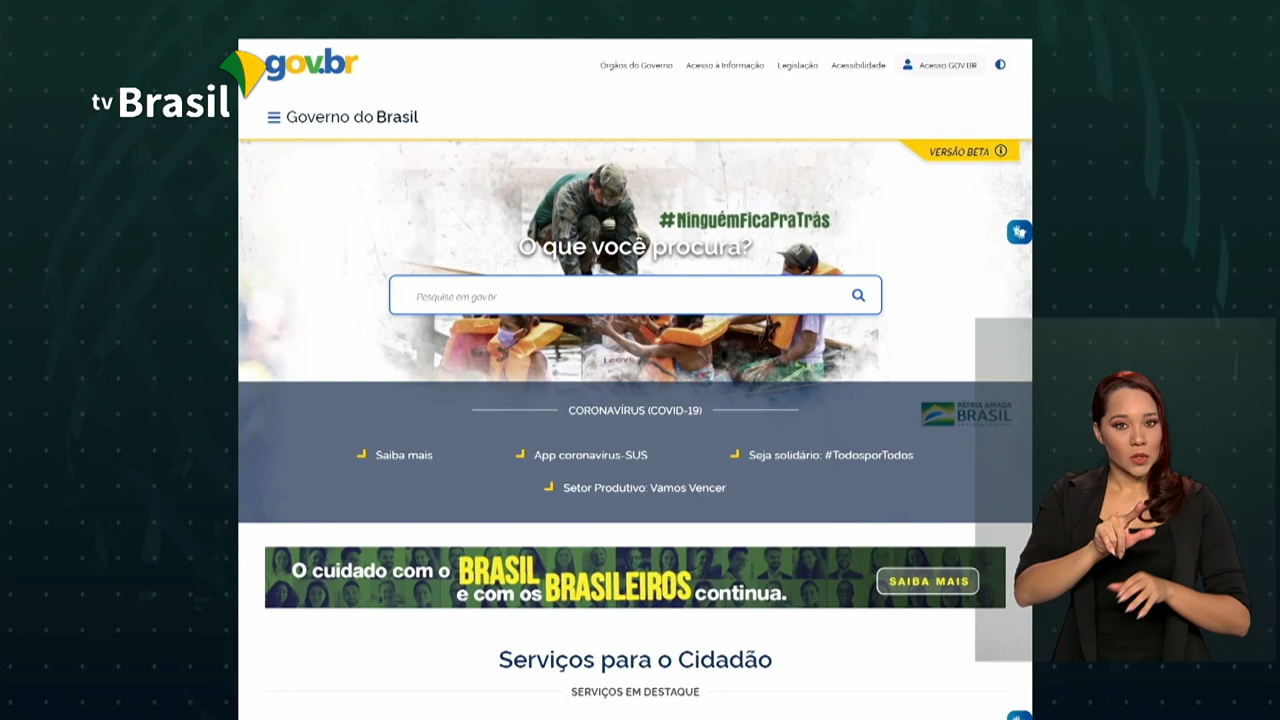 tv Brasil
gov.br
Órgãos do Governo Acesso à Informação Legislação Acessibilidade Acesso GOV.BR
Governo do Brasil
VERSÃO BETA
#NinguémFicaPraTrás
O que você procura?
Pesquise em gov.br
CORONAVÍRUS (COVID-19)
PÁTRIA AMADA
BRASIL
Saiba mais App coronavírus-SUS Seja solidário: #TodosporTodos
Setor Produtivo: Vamos Vencer
O cuidado com o BRASIL
e com os BRASILEIROS continua.
SAIBA MAIS
Serviços para o Cidadão
SERVIÇOS EM DESTAQUE